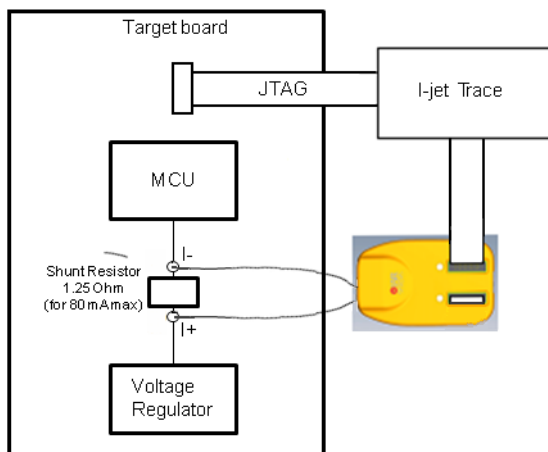 Target board
JTAG
I-jet Trace
MCU
I-
Shunt Resistor
1.25 Ohm
(for 80 mA max)
I+
Voltage
Regulator